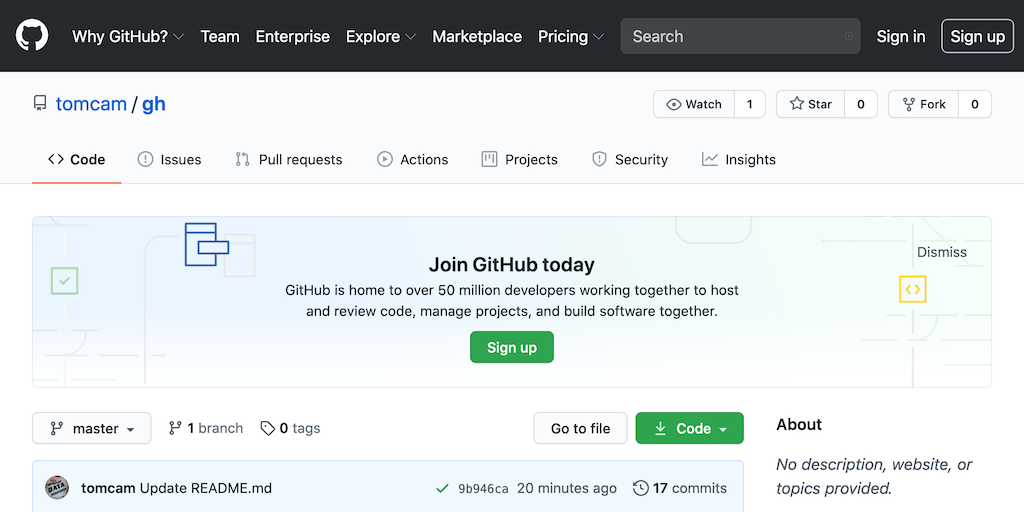 Why GitHub? Team Enterprise Explore Marketplace Pricing Search Sign in Sign up
tomcam / gh Watch 1 Star 0 Fork 0
Code Issues Pull requests Actions Projects Security Insights
Dismiss
Join GitHub today
GitHub is home to over 50 million developers working together to host
and review code, manage projects, and build software together.
Sign up
master 1 branch 0 tags Go to file Code
About
No description, website, or
topics provided.
DATA tomcam Update README.md 9b946ca 20 minutes ago 17 commits